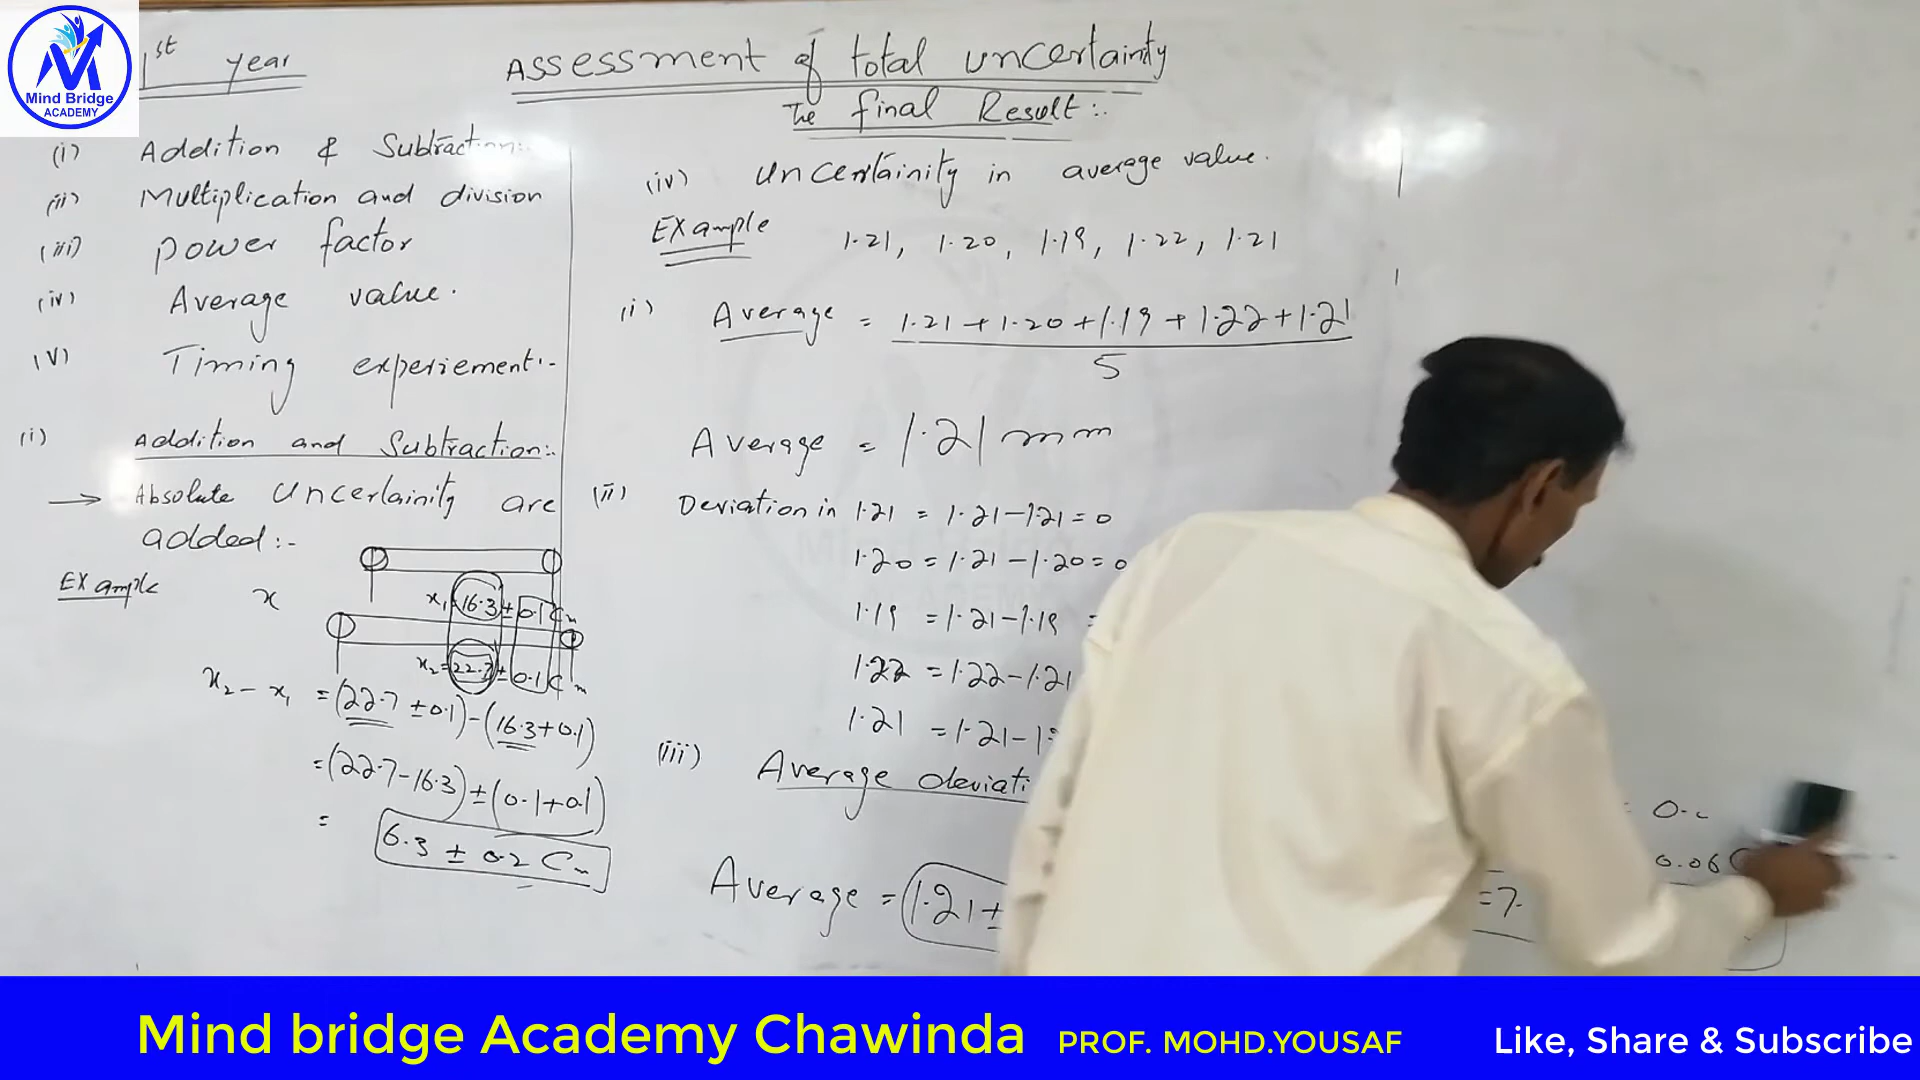 Mind Bridge
ACADEMY
1st year
Assessment of total uncertainty
The final Result:.
(i) Addition & Subtraction:.
(ii) Multiplication and division
(iii) power factor
(iv) Average value.
(V) Timing experiement:-
(i) Addition and Subtraction:.
→ Absolute Uncertainity are
added:-
Example x
x₁=16.3±0.1 Cm
x₂=22.7±0.1 Cm
x₂-x₁ =(22.7±0.1)-(16.3+0.1)
=(22.7-16.3)±(0.1+0.1)
= 6.3 ± 0.2 Cm
(iv) Uncertainity in average value.
Example 1.21, 1.20, 1.19, 1.22, 1.21
(i) Average = 1.21+1.20+1.19+1.22+1.21
5
Average = 1.21 mm
(ii) Deviation in 1.21 = 1.21-1.21=0
1.20=1.21-1.20=0
1.19 =1.21-1.19 =
1.22 =1.22-1.21
1.21 =1.21-1
(iii) Average deviati
Average =(1.21±
= 0.
0.06
=7.
Mind bridge Academy Chawinda PROF. MOHD.YOUSAF Like, Share & Subscribe